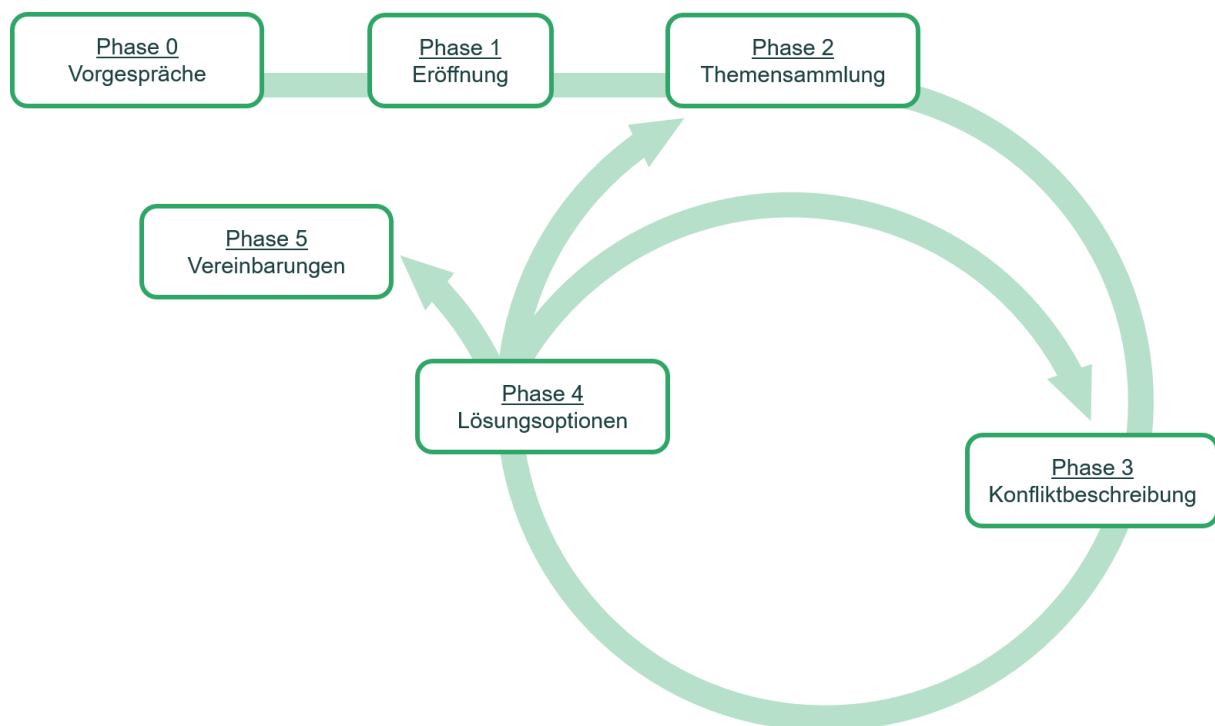 Phase 0
Vorgespräche
Phase 1
Eröffnung
Phase 2
Themensammlung
Phase 5
Vereinbarungen
Phase 4
Lösungsoptionen
Phase 3
Konfliktbeschreibung